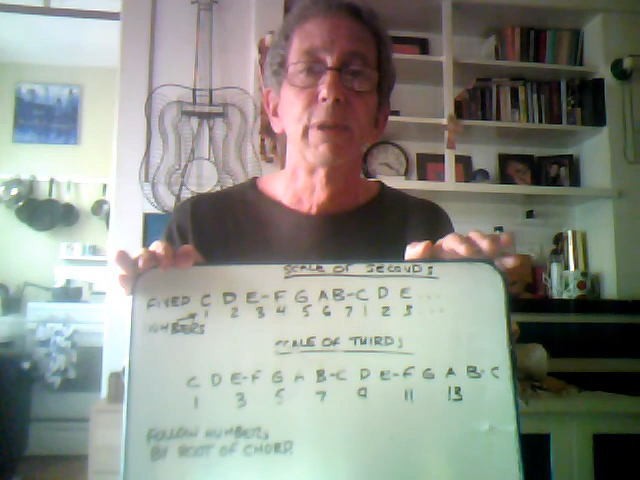 SCALE OF SECONDS
FIXED C D E-F G A B-C D E ...
NUMBERS 1 2 3 4 5 6 7 1 2 3 ...
SCALE OF THIRDS
C D E-F G A B-C D E-F G A B-C
1 3 5 7 9 11 13
FOLLOW NUMBERS
BY ROOT OF CHORD